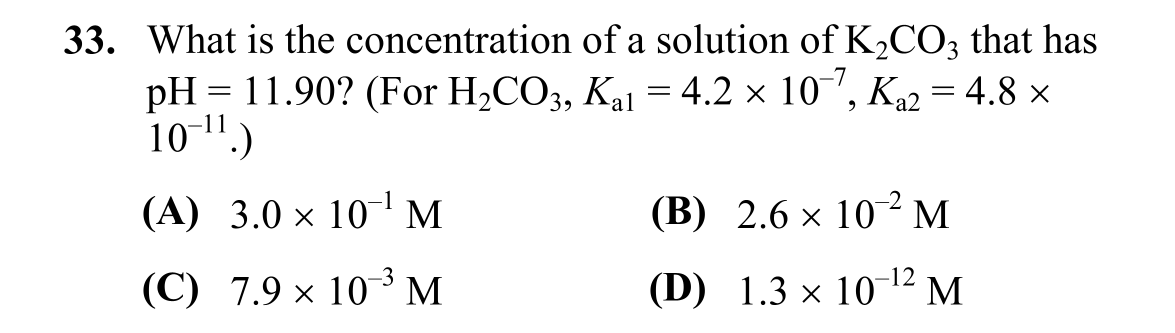 33. What is the concentration of a solution of K₂CO₃ that has
pH = 11.90? (For H₂CO₃, Kₐ₁ = 4.2 × 10⁻⁷, Kₐ₂ = 4.8 ×
10⁻¹¹.)
(A) 3.0 × 10⁻¹ M (B) 2.6 × 10⁻² M
(C) 7.9 × 10⁻³ M (D) 1.3 × 10⁻¹² M